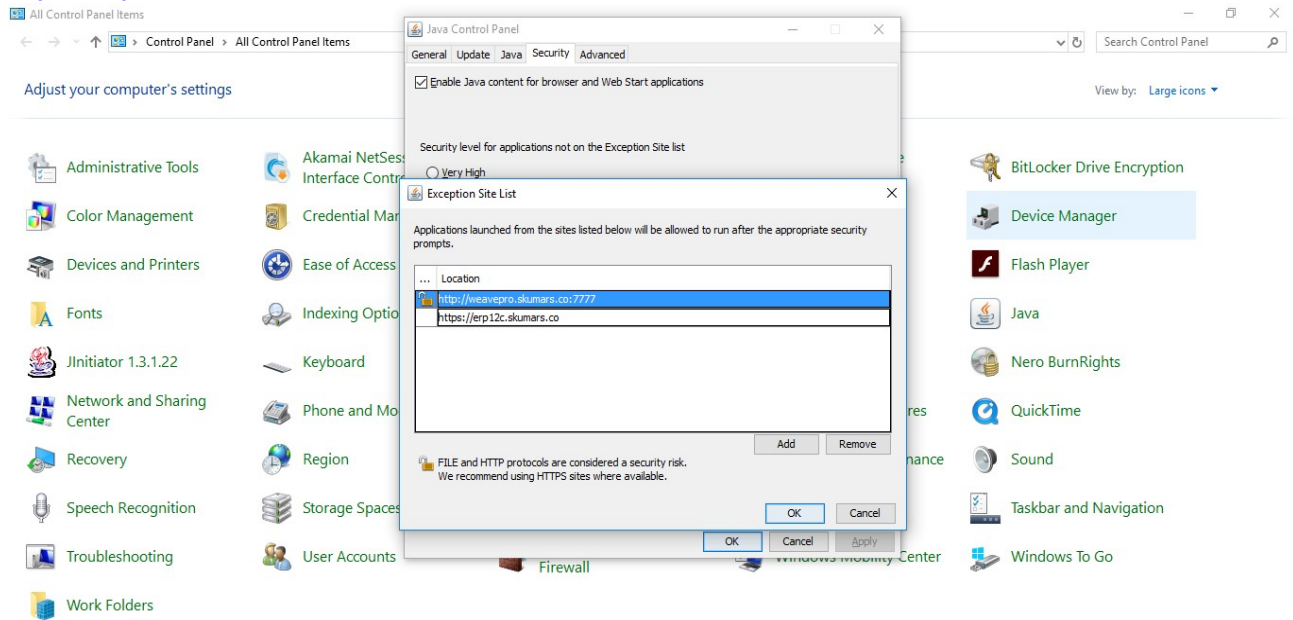 All Control Panel Items
Control Panel > All Control Panel Items
Search Control Panel
Adjust your computer's settings
View by: Large icons
Java Control Panel
General Update Java Security Advanced
Enable Java content for browser and Web Start applications
Security level for applications not on the Exception Site list
Very High
Exception Site List
Applications launched from the sites listed below will be allowed to run after the appropriate security
prompts.
... Location
http://weavepro.skumars.co:7777
https://erp12c.skumars.co
Add Remove
FILE and HTTP protocols are considered a security risk.
We recommend using HTTPS sites where available.
OK Cancel
OK Cancel Apply
Administrative Tools
Akamai NetSes
Interface Contr
BitLocker Drive Encryption
Color Management
Credential Mar
Device Manager
Devices and Printers
Ease of Access
Flash Player
Fonts
Indexing Optio
Java
JInitiator 1.3.1.22
Keyboard
Nero BurnRights
Network and Sharing
Center
Phone and Mo
res
QuickTime
Recovery
Region
nance
Sound
Speech Recognition
Storage Spaces
Taskbar and Navigation
Troubleshooting
User Accounts
Firewall
Windows Mobility Center
Windows To Go
Work Folders